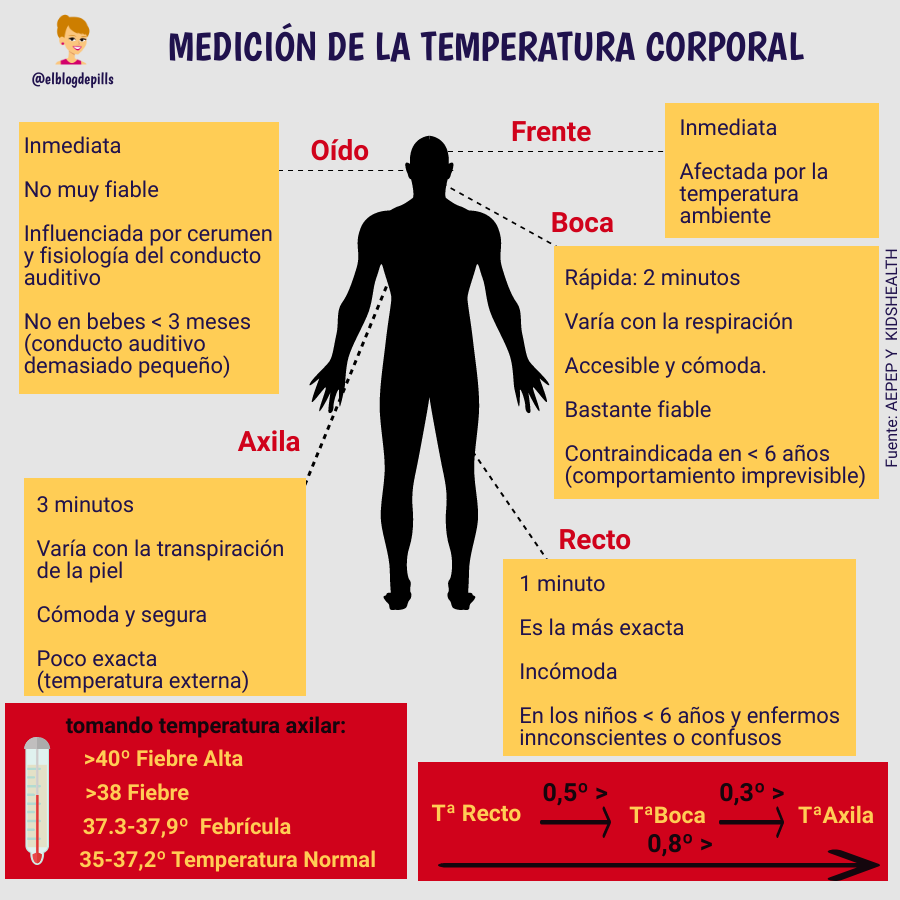 MEDICIÓN DE LA TEMPERATURA CORPORAL
@elblogdepills
Oído
Inmediata
No muy fiable
Influenciada por cerumen
y fisiología del conducto
auditivo
No en bebes < 3 meses
(conducto auditivo
demasiado pequeño)
Frente
Inmediata
Afectada por la
temperatura
ambiente
Boca
Rápida: 2 minutos
Varía con la respiración
Accesible y cómoda.
Bastante fiable
Contraindicada en < 6 años
(comportamiento imprevisible)
Fuente: AEPEP Y KIDSHEALTH
Axila
3 minutos
Varía con la transpiración
de la piel
Cómoda y segura
Poco exacta
(temperatura externa)
Recto
1 minuto
Es la más exacta
Incómoda
En los niños < 6 años y enfermos
innconscientes o confusos
tomando temperatura axilar:
>40º Fiebre Alta
>38 Fiebre
37.3-37,9º Febrícula
35-37,2º Temperatura Normal
0,5º >
0,3º >
Tª Recto
TªBoca
TªAxila
0,8º >